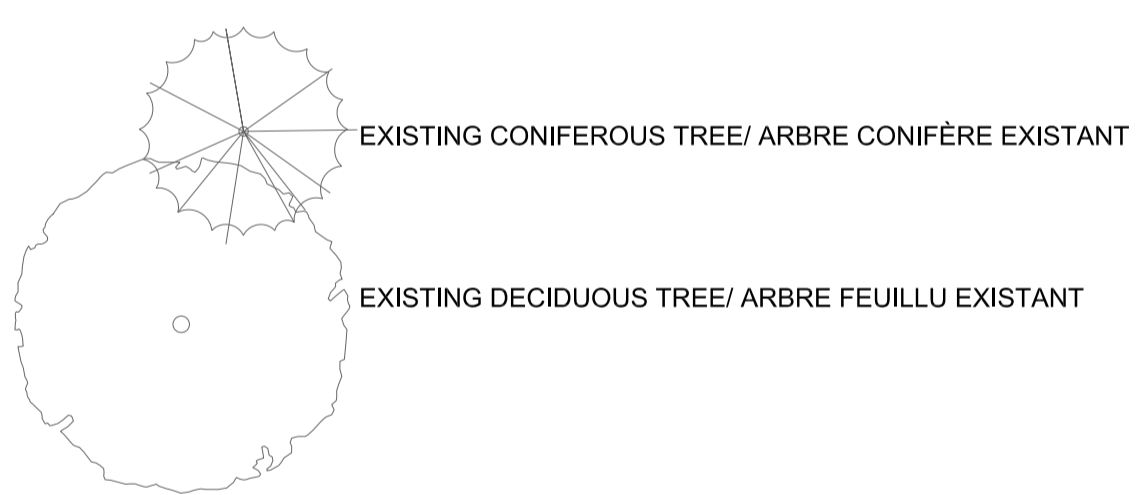 EXISTING CONIFEROUS TREE/ ARBRE CONIFÈRE EXISTANT
EXISTING DECIDUOUS TREE/ ARBRE FEUILLU EXISTANT